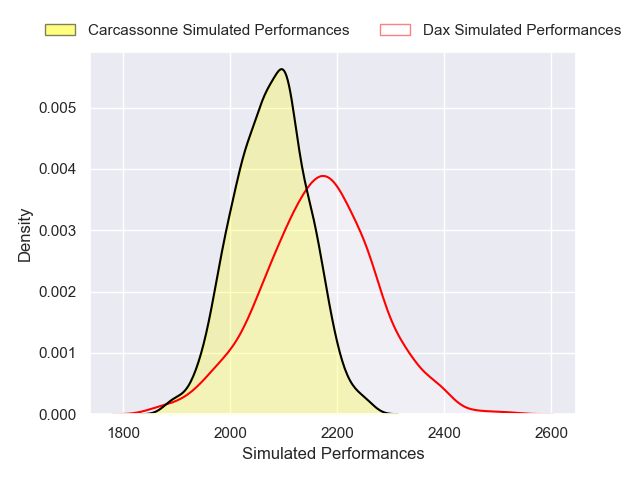 Carcassonne Simulated Performances Dax Simulated Performances
0.005
0.004
0.003
0.002
0.001
0.000
Density
1800 2000 2200 2400 2600
Simulated Performances